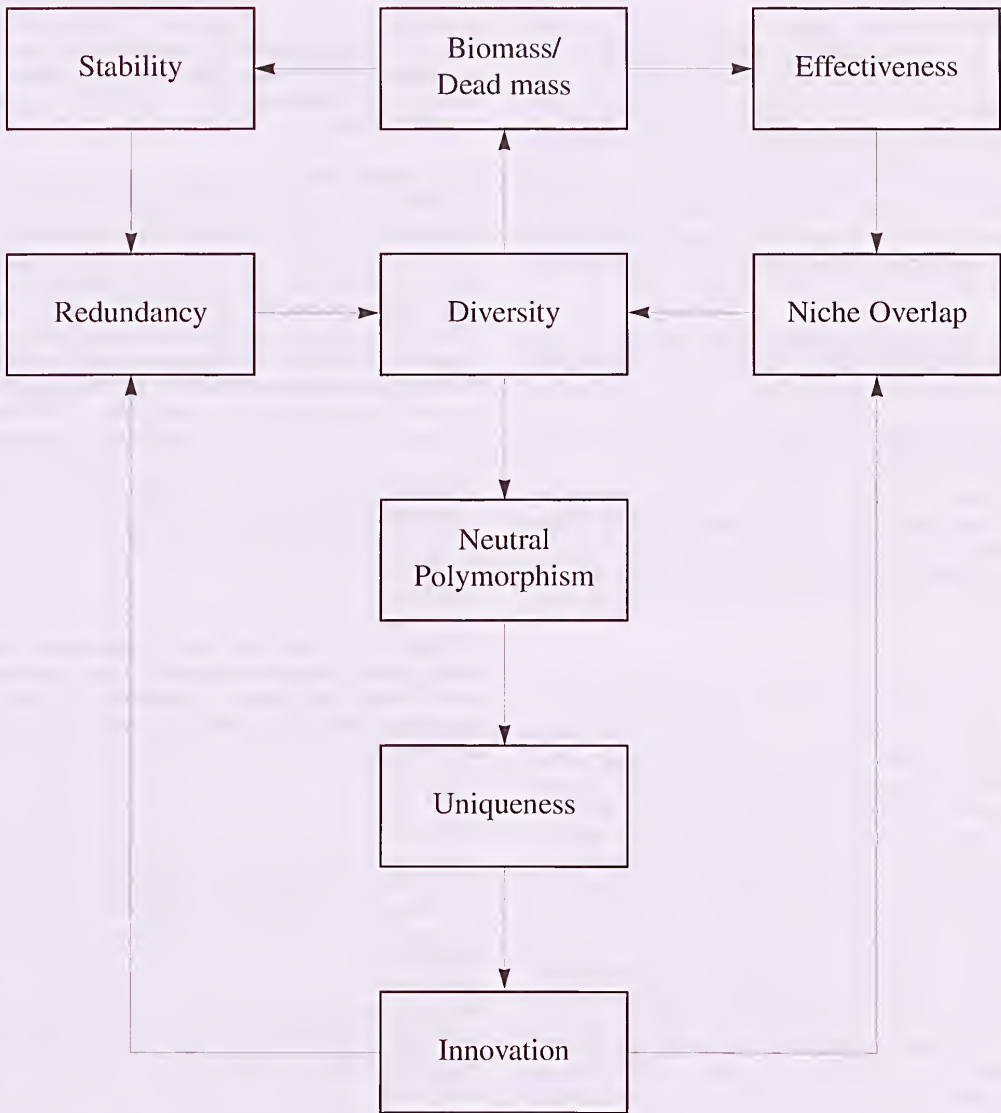 Stability
Biomass/
Dead mass
Effectiveness
Redundancy
Diversity
Niche Overlap
Neutral
Polymorphism
Uniqueness
Innovation